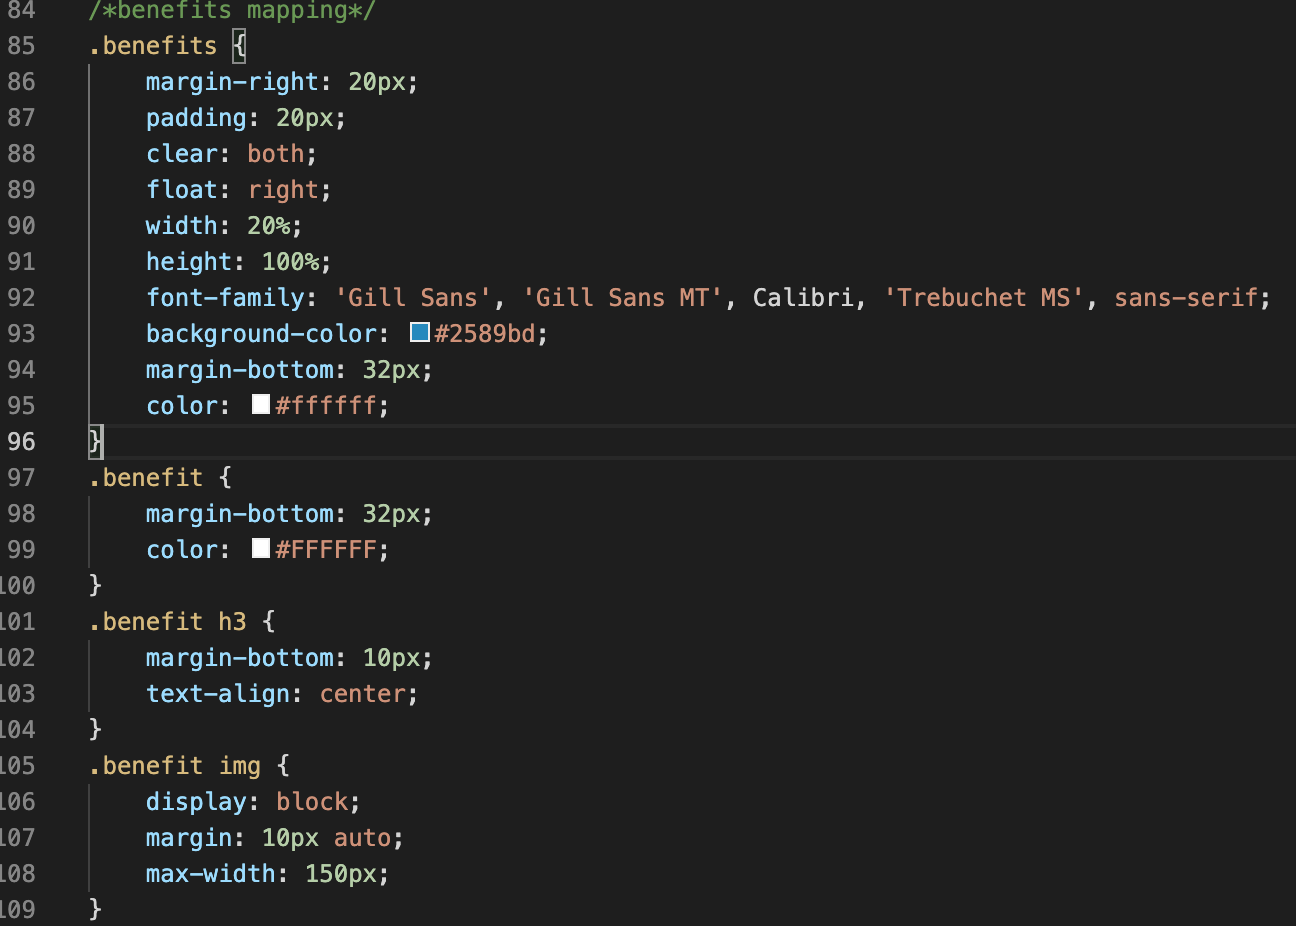 84 /*benefits mapping*/
85 .benefits {
86     margin-right: 20px;
87     padding: 20px;
88     clear: both;
89     float: right;
90     width: 20%;
91     height: 100%;
92     font-family: 'Gill Sans', 'Gill Sans MT', Calibri, 'Trebuchet MS', sans-serif;
93     background-color: #2589bd;
94     margin-bottom: 32px;
95     color: #ffffff;
96 }
97 .benefit {
98     margin-bottom: 32px;
99     color: #FFFFFF;
100 }
101 .benefit h3 {
102     margin-bottom: 10px;
103     text-align: center;
104 }
105 .benefit img {
106     display: block;
107     margin: 10px auto;
108     max-width: 150px;
109 }